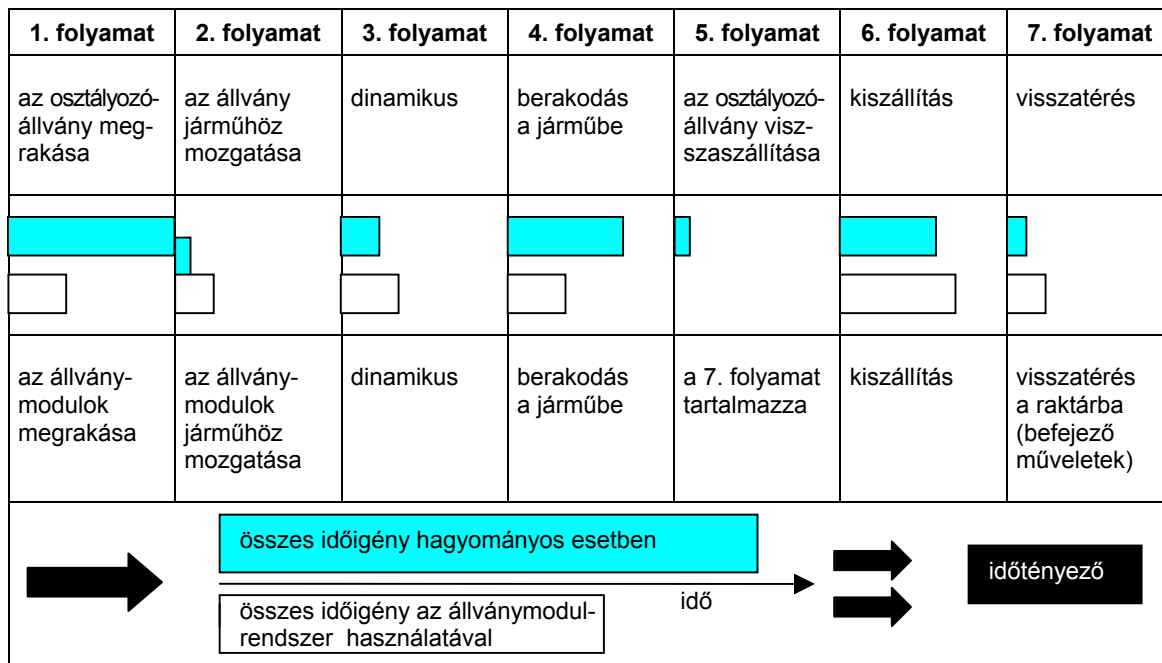 1. folyamat
2. folyamat
3. folyamat
4. folyamat
5. folyamat
6. folyamat
7. folyamat
az osztályozó-
állvány meg-
rakása
az állvány
járműhöz
mozgatása
dinamikus
berakodás
a járműbe
az osztályozó-
állvány visz-
szaszállítása
kiszállítás
visszatérés
az állvány-
modulok
megrakása
az állvány-
modulok
járműhöz
mozgatása
dinamikus
berakodás
a járműbe
a 7. folyamat
tartalmazza
kiszállítás
visszatérés
a raktárba
(befejező
műveletek)
összes időigény hagyományos esetben
idő
összes időigény az állványmodul-
rendszer használatával
időtényező